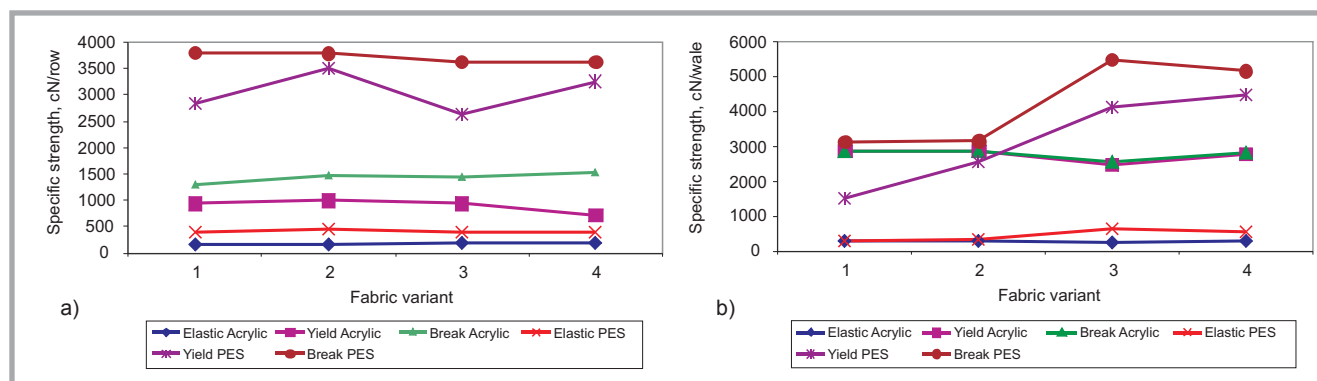 4000
3500
3000
2500
2000
1500
1000
500
0
Specific strength, cN/row
1 2 3 4
Fabric variant
a)
Elastic Acrylic Yield Acrylic Break Acrylic Elastic PES
Yield PES Break PES
6000
5000
4000
3000
2000
1000
0
Specific strength, cN/wale
1 2 3 4
Fabric variant
b)
Elastic Acrylic Yield Acrylic Break Acrylic Elastic PES
Yield PES Break PES